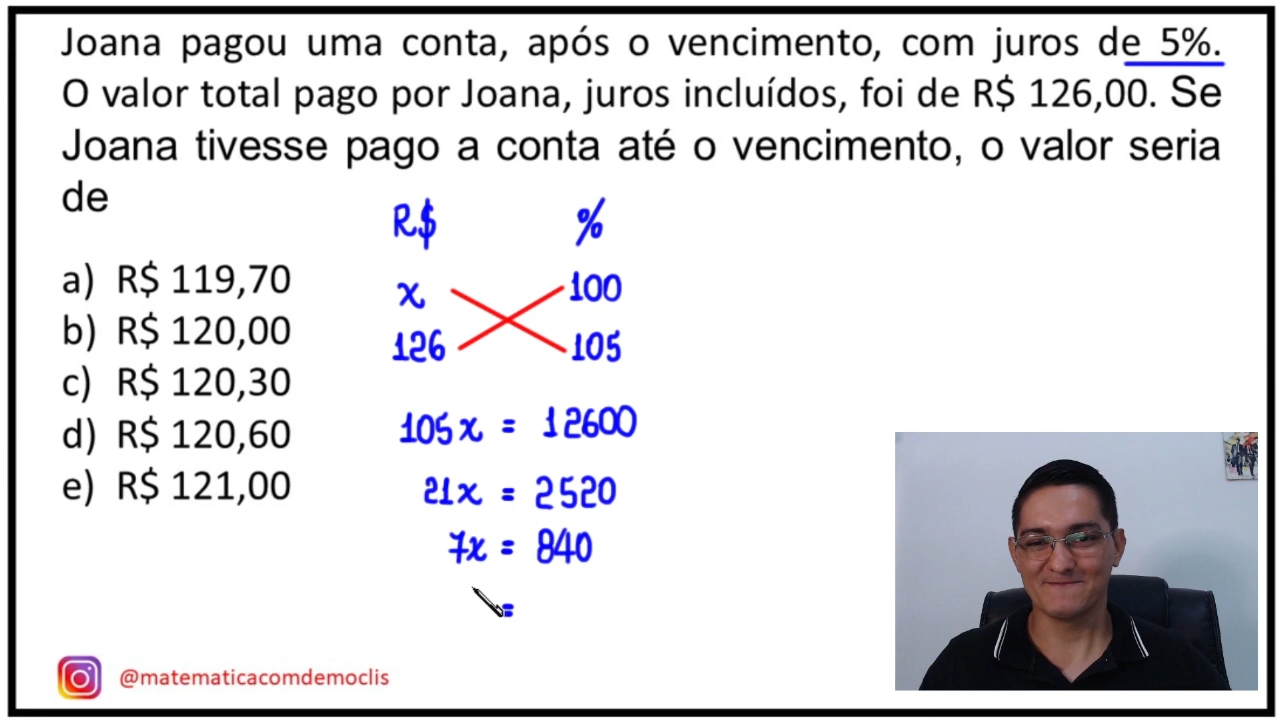 Joana pagou uma conta, após o vencimento, com juros de 5%.
O valor total pago por Joana, juros incluídos, foi de R$ 126,00. Se
Joana tivesse pago a conta até o vencimento, o valor seria
de
R$ %
a) R$ 119,70
x 100
b) R$ 120,00
126 105
c) R$ 120,30
d) R$ 120,60
105x = 12600
e) R$ 121,00
21x = 2520
7x = 840
=
@matematicacomdemoclis